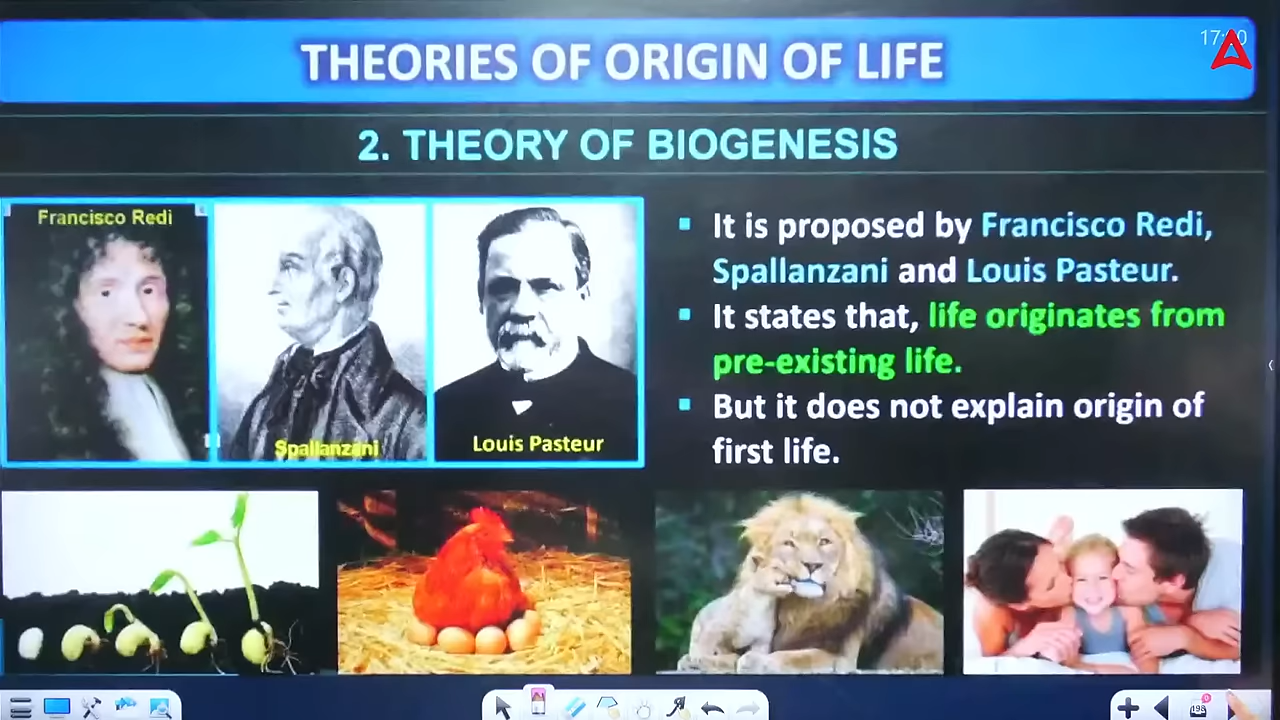 THEORIES OF ORIGIN OF LIFE
2. THEORY OF BIOGENESIS
Francisco Redi
Spallanzani
Louis Pasteur
It is proposed by Francisco Redi,
Spallanzani and Louis Pasteur.
It states that, life originates from
pre-existing life.
But it does not explain origin of
first life.
198